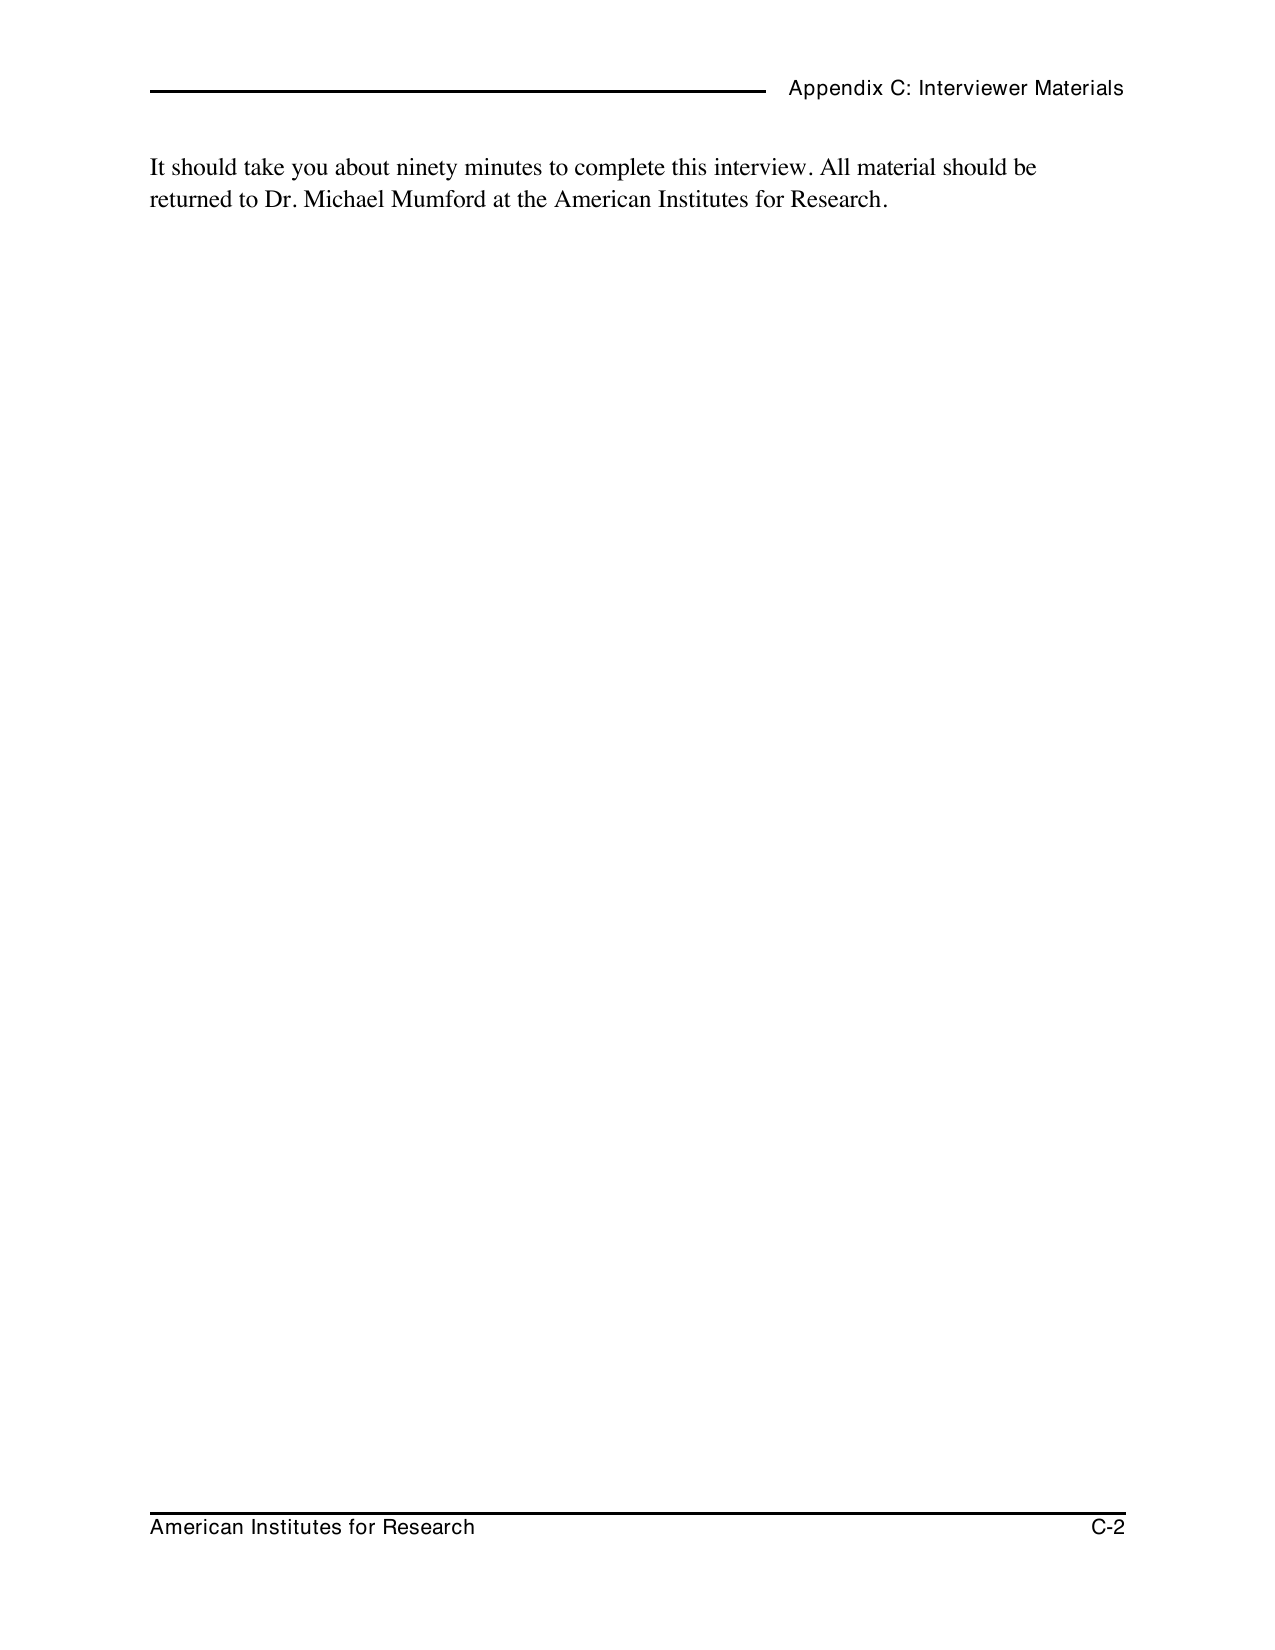 Appendix C: Interviewer Materials
It should take you about ninety minutes to complete this interview. All material should be
returned to Dr. Michael Mumford at the American Institutes for Research.
American Institutes for Research C-2